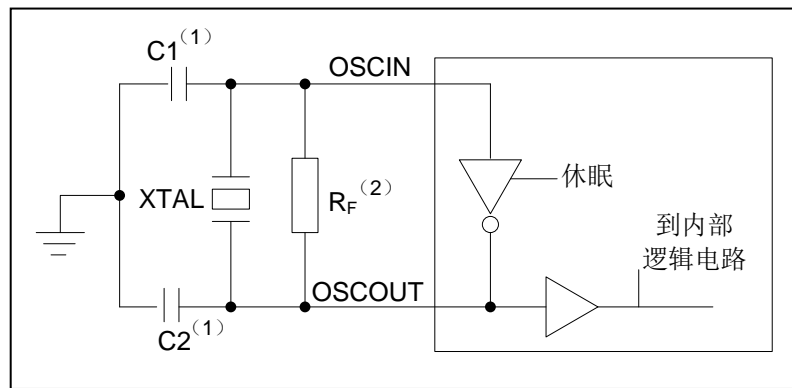 C1（1）
OSCIN
XTAL
RF（2）
休眠
到内部
逻辑电路
OSCOUT
C2（1）